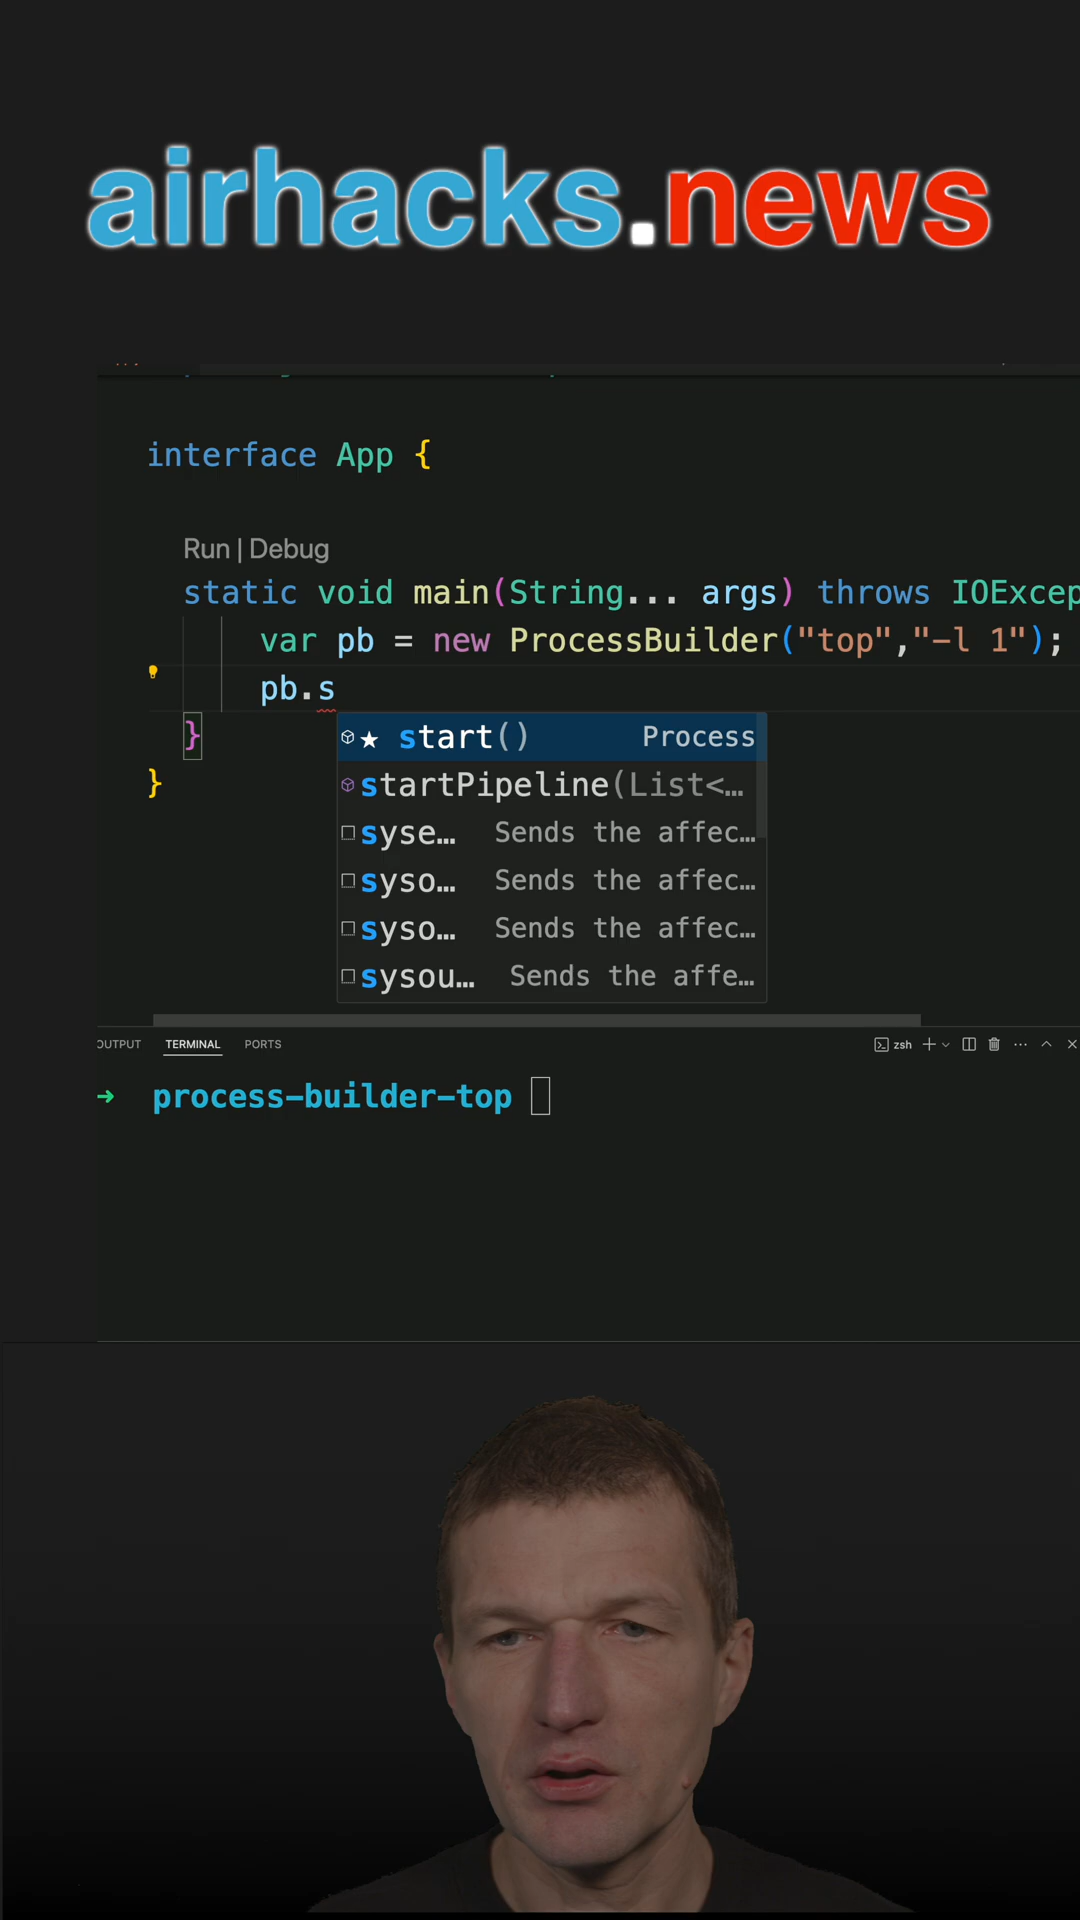 airhacks.news
interface App {
Run | Debug
static void main(String... args) throws IOExcep
var pb = new ProcessBuilder("top","-l 1");
pb.s
start() Process
startPipeline(List<…
syse… Sends the affec…
syso… Sends the affec…
syso… Sends the affec…
sysou… Sends the affe…
}
}
OUTPUT TERMINAL PORTS zsh
process-builder-top